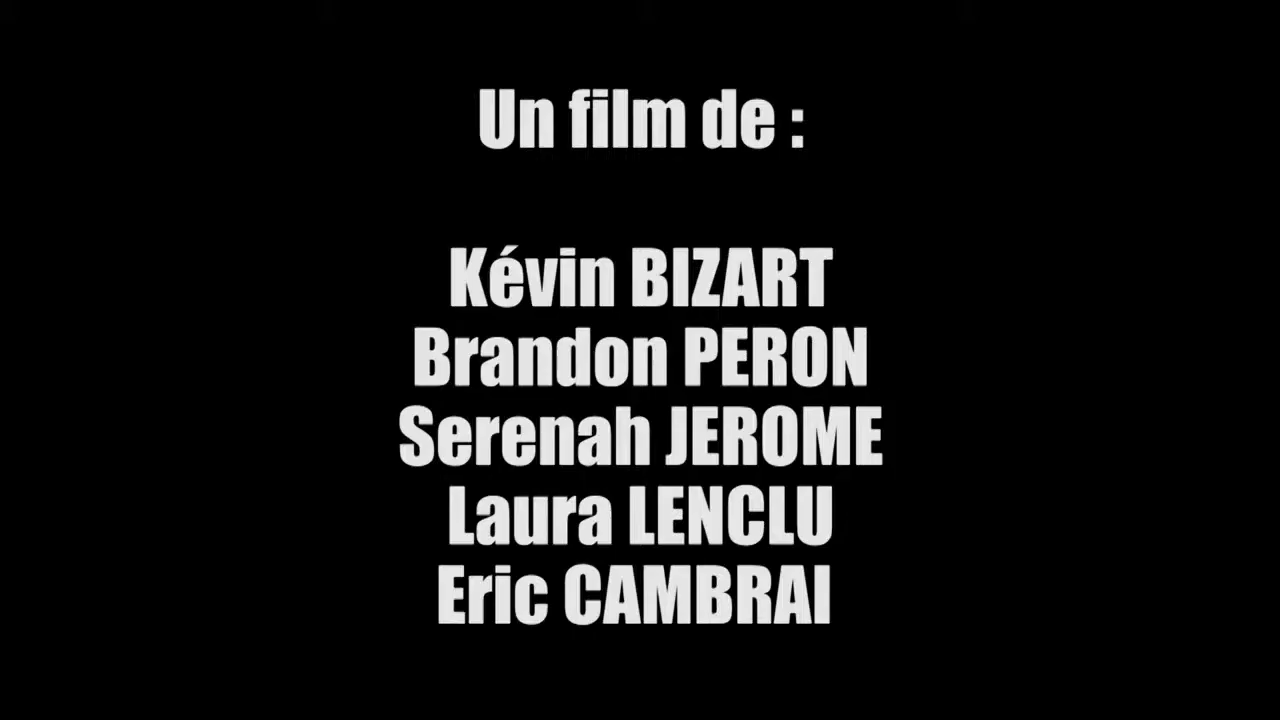 Un film de :
Kévin BIZART
Brandon PERON
Serenah JEROME
Laura LENCLU
Eric CAMBRAI